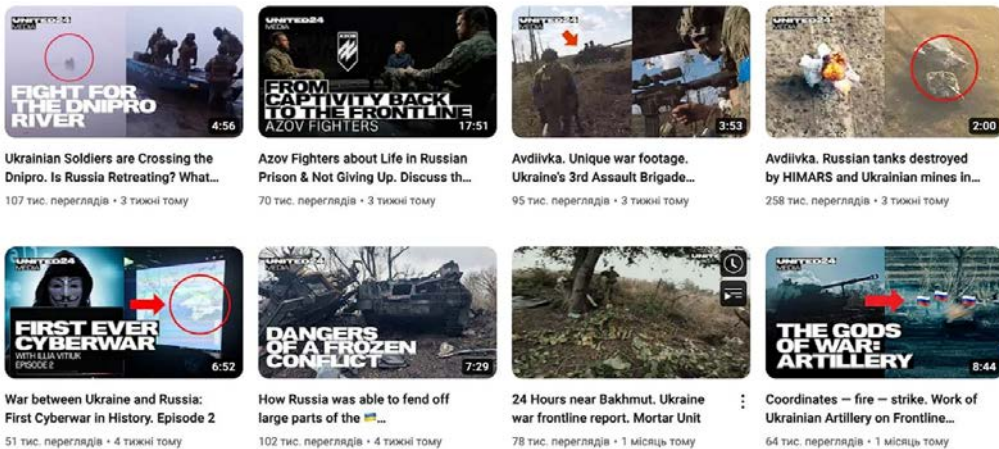 UNITED24
MEDIA
FIGHT FOR
THE DNIPRO
RIVER
4:56
Ukrainian Soldiers are Crossing the
Dnipro. Is Russia Retreating? What...
107 тис. переглядів • 3 тижні тому
UNITED24
MEDIA
AZOV
FROM
CAPTIVITY BACK
TO THE FRONTLINE
AZOV FIGHTERS
17:51
Azov Fighters about Life in Russian
Prison & Not Giving Up. Discuss th...
70 тис. переглядів • 3 тижні тому
UNITED24
MEDIA
3:53
Avdiivka. Unique war footage.
Ukraine's 3rd Assault Brigade...
95 тис. переглядів • 3 тижні тому
UNITED24
MEDIA
2:00
Avdiivka. Russian tanks destroyed
by HIMARS and Ukrainian mines in...
258 тис. переглядів • 3 тижні тому
UNITED24
MEDIA
FIRST EVER
CYBERWAR
WITH ILLIA VITIUK
EPISODE 2
6:52
War between Ukraine and Russia:
First Cyberwar in History. Episode 2
51 тис. переглядів • 4 тижні тому
UNITED24
MEDIA
DANGERS
OF A FROZEN
CONFLICT
7:29
How Russia was able to fend off
large parts of the 🇺🇦...
102 тис. переглядів • 4 тижні тому
24 Hours near Bakhmut. Ukraine
war frontline report. Mortar Unit
78 тис. переглядів • 1 місяць тому
UNITED24
MEDIA
THE GODS
OF WAR:
ARTILLERY
8:44
Coordinates — fire — strike. Work of
Ukrainian Artillery on Frontline...
64 тис. переглядів • 1 місяць тому